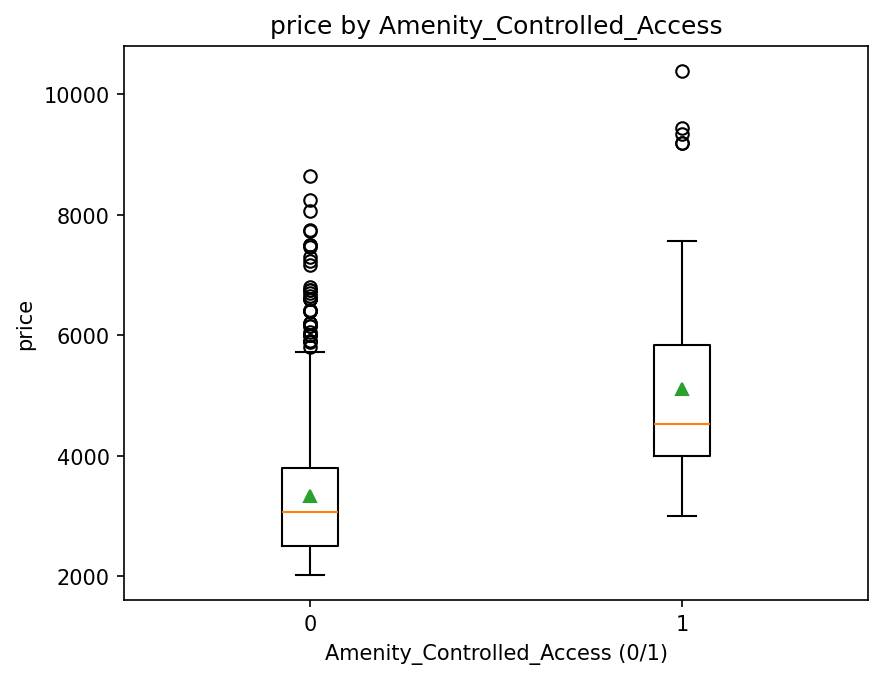 price by Amenity_Controlled_Access
10000
8000
6000
4000
2000
price
0
1
Amenity_Controlled_Access (0/1)